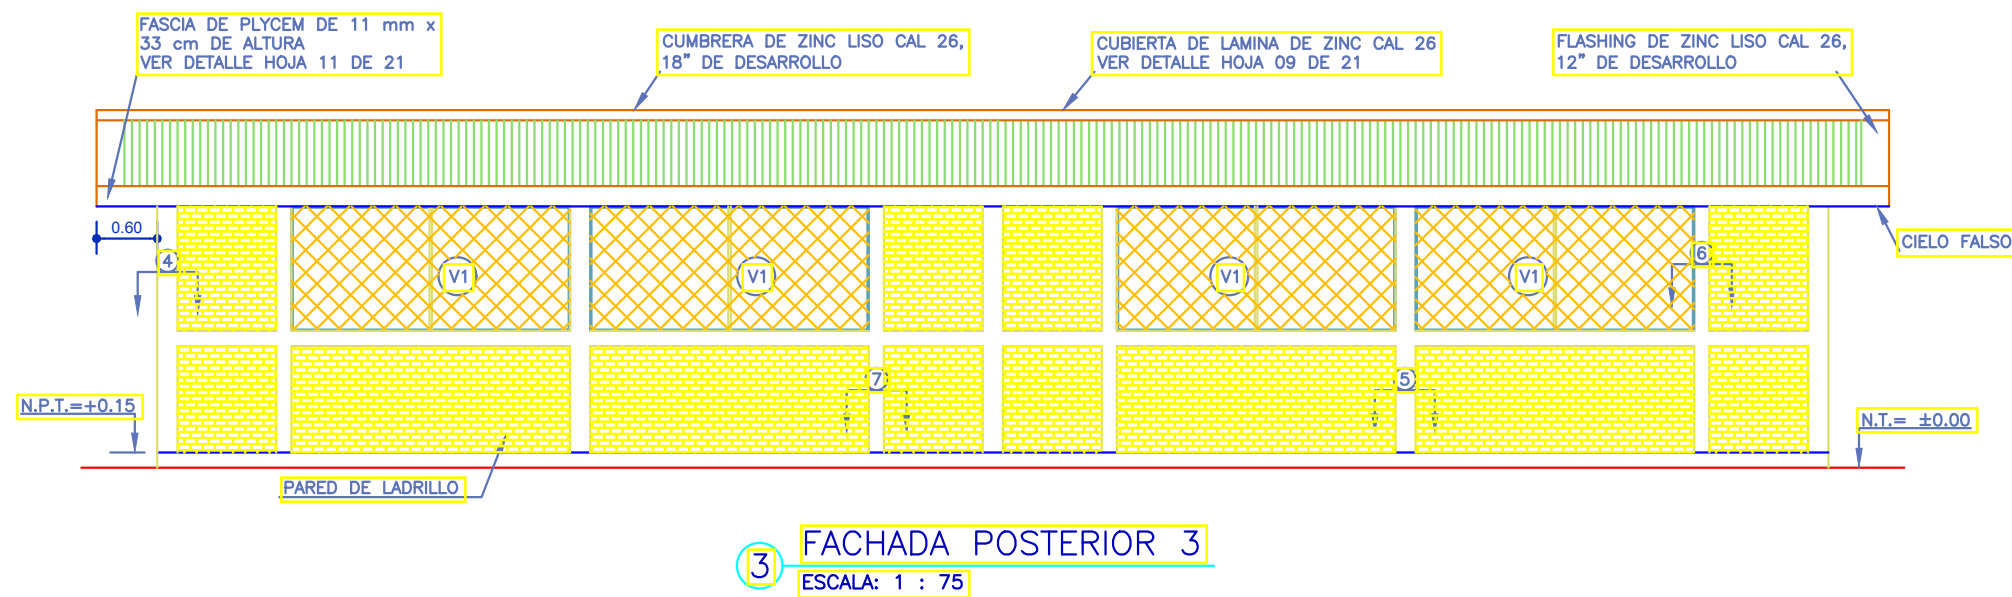 FASCIA DE PLYCEM DE 11 mm x
33 cm DE ALTURA
VER DETALLE HOJA 11 DE 21
CUMBRERA DE ZINC LISO CAL 26,
18" DE DESARROLLO
CUBIERTA DE LAMINA DE ZINC CAL 26
VER DETALLE HOJA 09 DE 21
FLASHING DE ZINC LISO CAL 26,
12" DE DESARROLLO
0.60
CIELO FALSO
4
6
V1
V1
V1
V1
7
5
N.P.T.=+0.15
N.T.= ±0.00
PARED DE LADRILLO
3
FACHADA POSTERIOR 3
ESCALA: 1 : 75